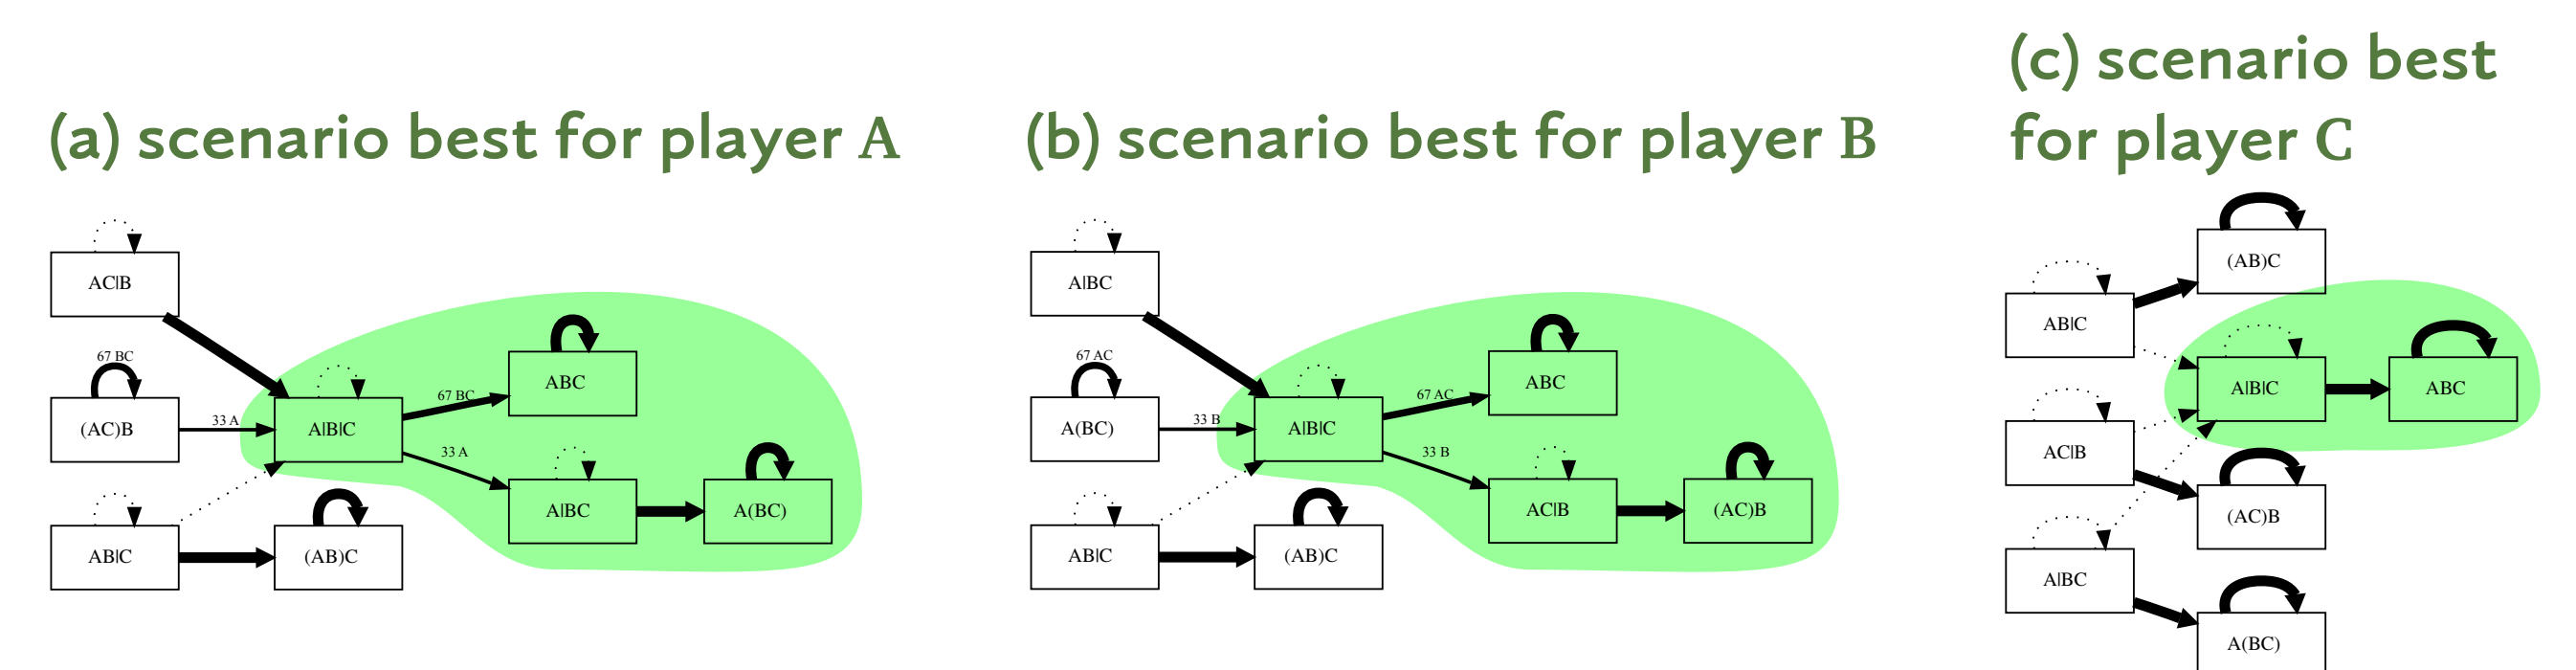 (a) scenario best for player A
AC|B
67 BC
(AC)B
33 A
A|B|C
67 BC
ABC
33 A
A|BC
A(BC)
AB|C
(AB)C
(b) scenario best for player B
A|BC
67 AC
A(BC)
33 B
A|B|C
67 AC
ABC
33 B
AC|B
(AC)B
AB|C
(AB)C
(c) scenario best
for player C
(AB)C
AB|C
A|B|C
ABC
AC|B
(AC)B
A|BC
A(BC)